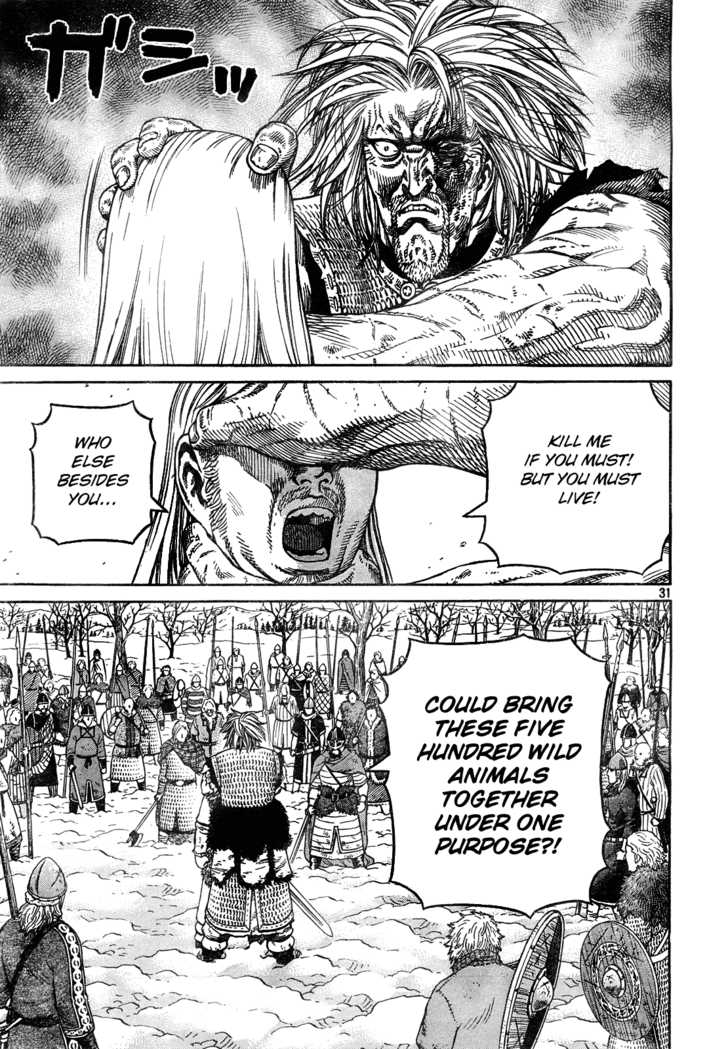 ガシッ
KILL ME
IF YOU MUST!
BUT YOU MUST
LIVE!
WHO
ELSE
BESIDES
YOU...
31
COULD BRING
THESE FIVE
HUNDRED WILD
ANIMALS
TOGETHER
UNDER ONE
PURPOSE?!